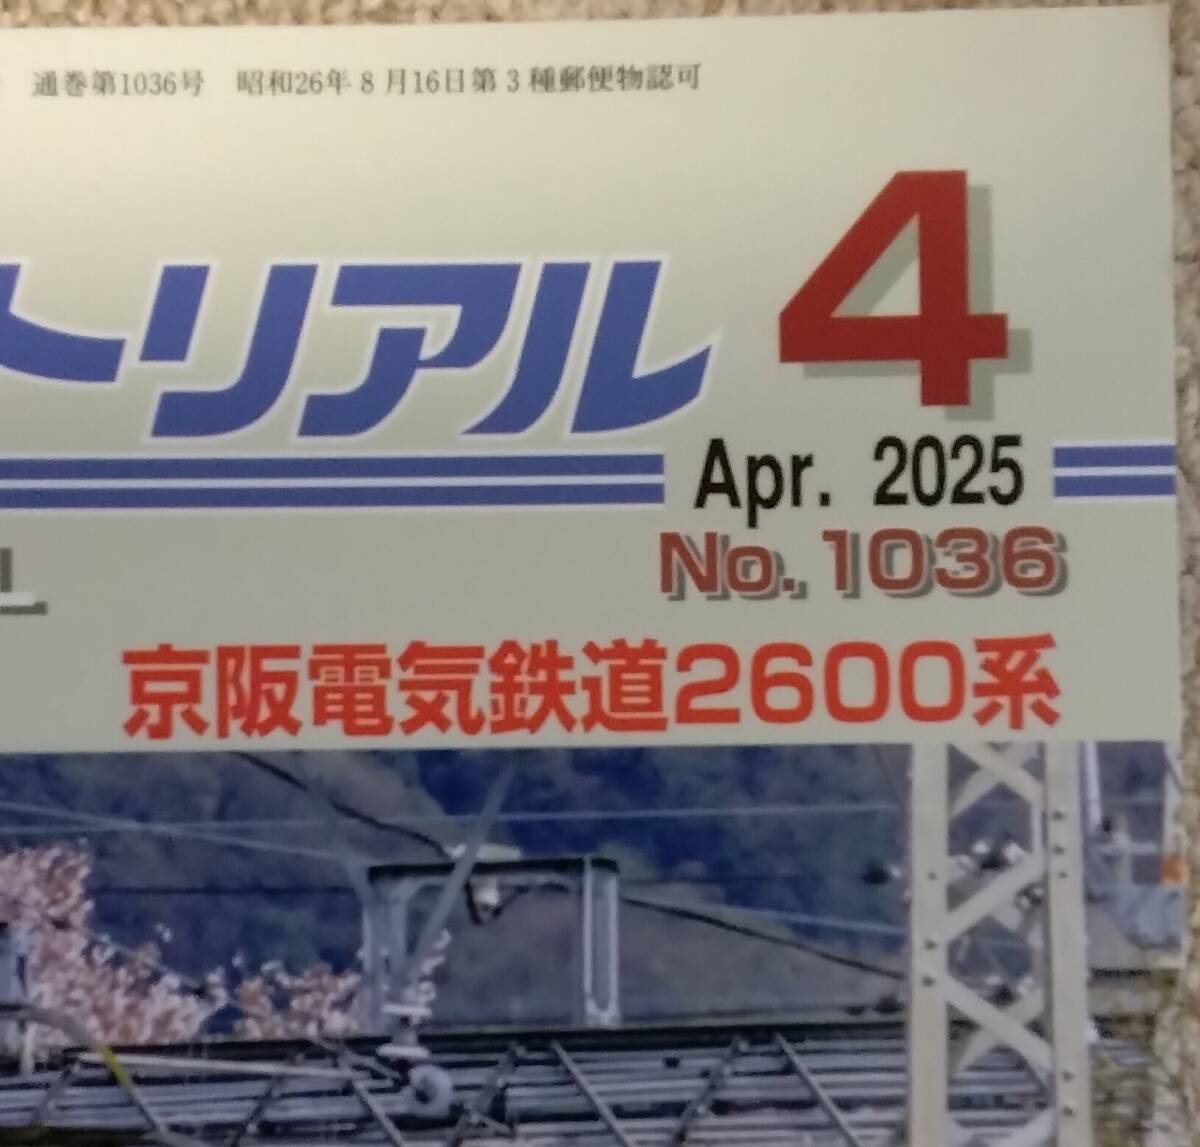 通巻第1036号 昭和26年8月16日第3種郵便物認可
トリアル
4
Apr. 2025
No.1036
京阪電気鉄道2600系